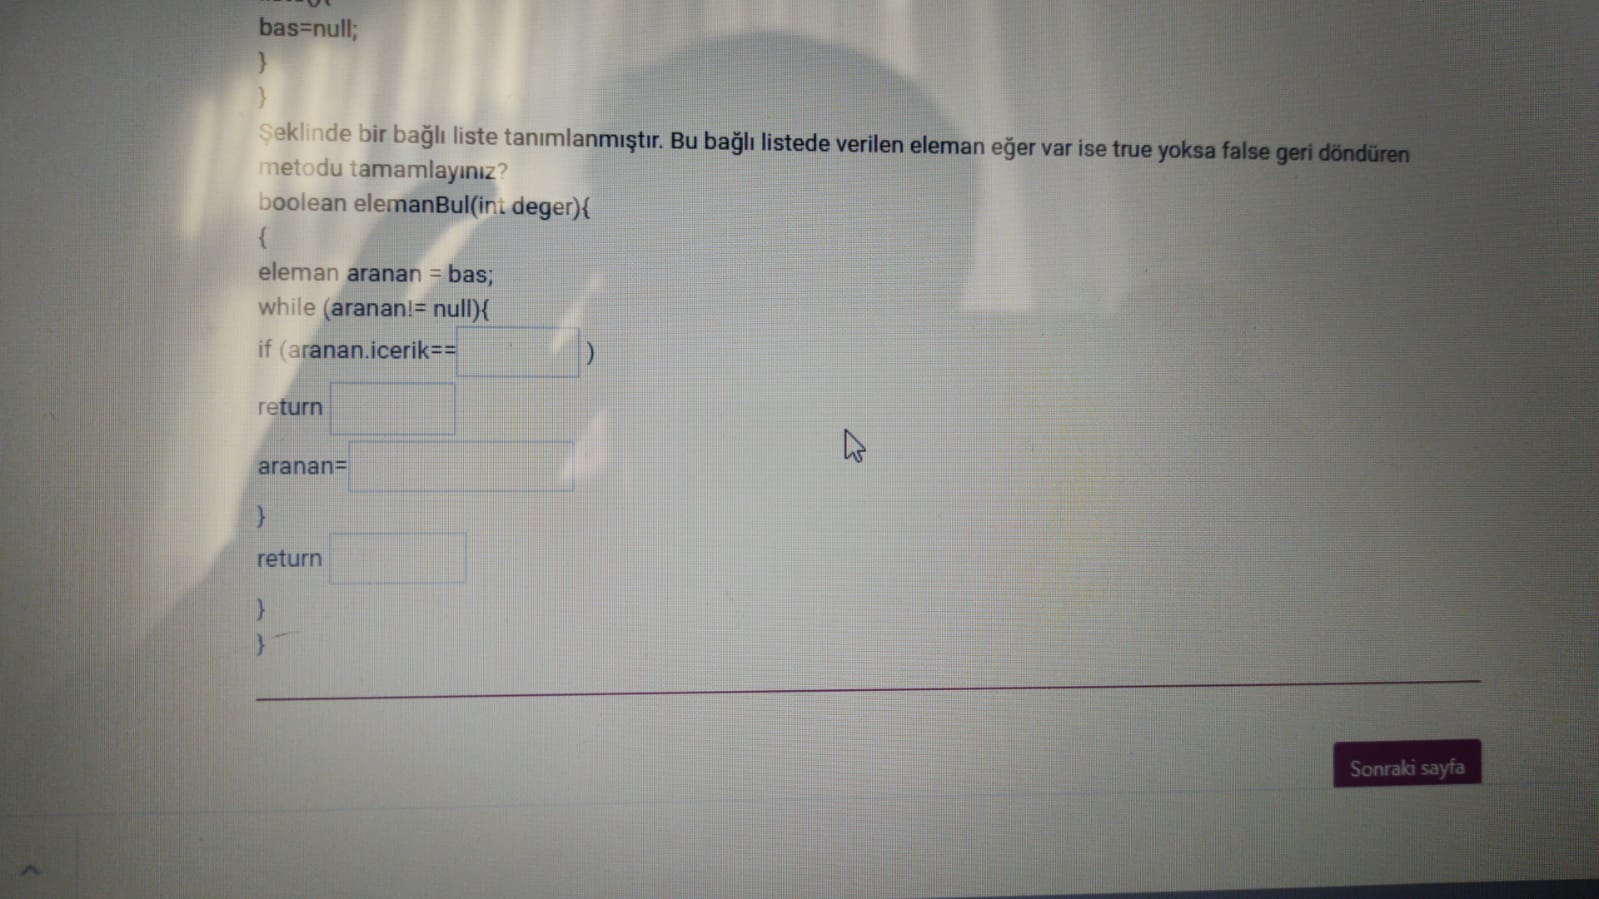 bas=null;
}
}
Şeklinde bir bağlı liste tanımlanmıştır. Bu bağlı listede verilen eleman eğer var ise true yoksa false geri döndüren
metodu tamamlayınız?
boolean elemanBul(int deger){
{
eleman aranan = bas;
while (aranan!= null){
if (aranan.icerik== )
return
aranan=
}
return
}
}
Sonraki sayfa